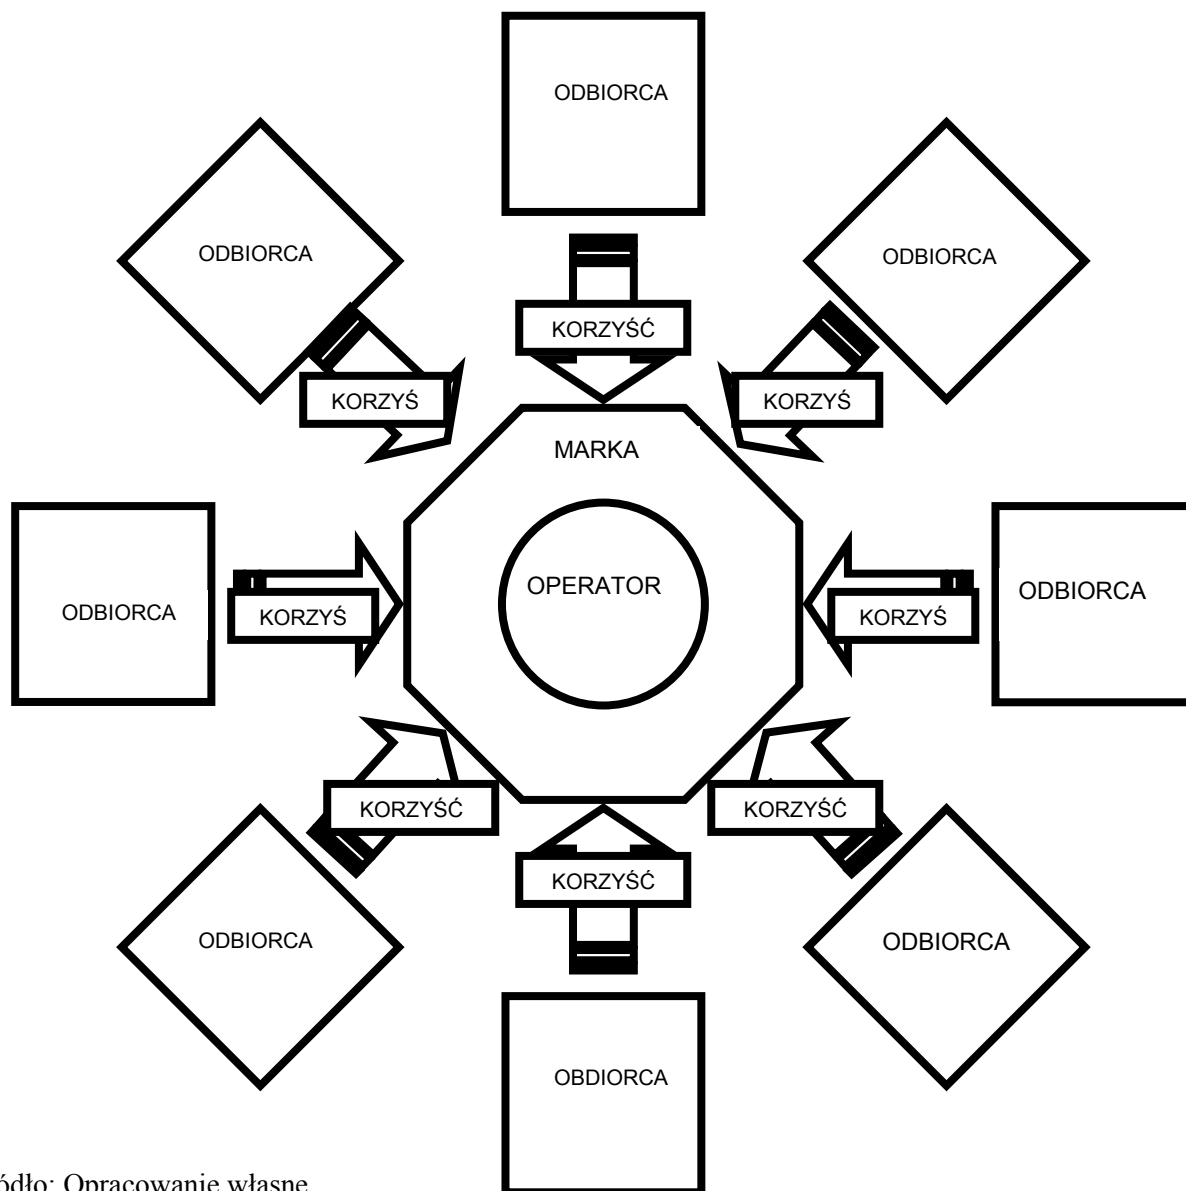 ODBIORCA
ODBIORCA
ODBIORCA
KORZYŚĆ
KORZYŚ
KORZYŚ
MARKA
OPERATOR
ODBIORCA
KORZYŚ
KORZYŚ
ODBIORCA
KORZYŚĆ
KORZYŚĆ
KORZYŚĆ
ODBIORCA
ODBIORCA
OBDIORCA
ódło: Opracowanie własne